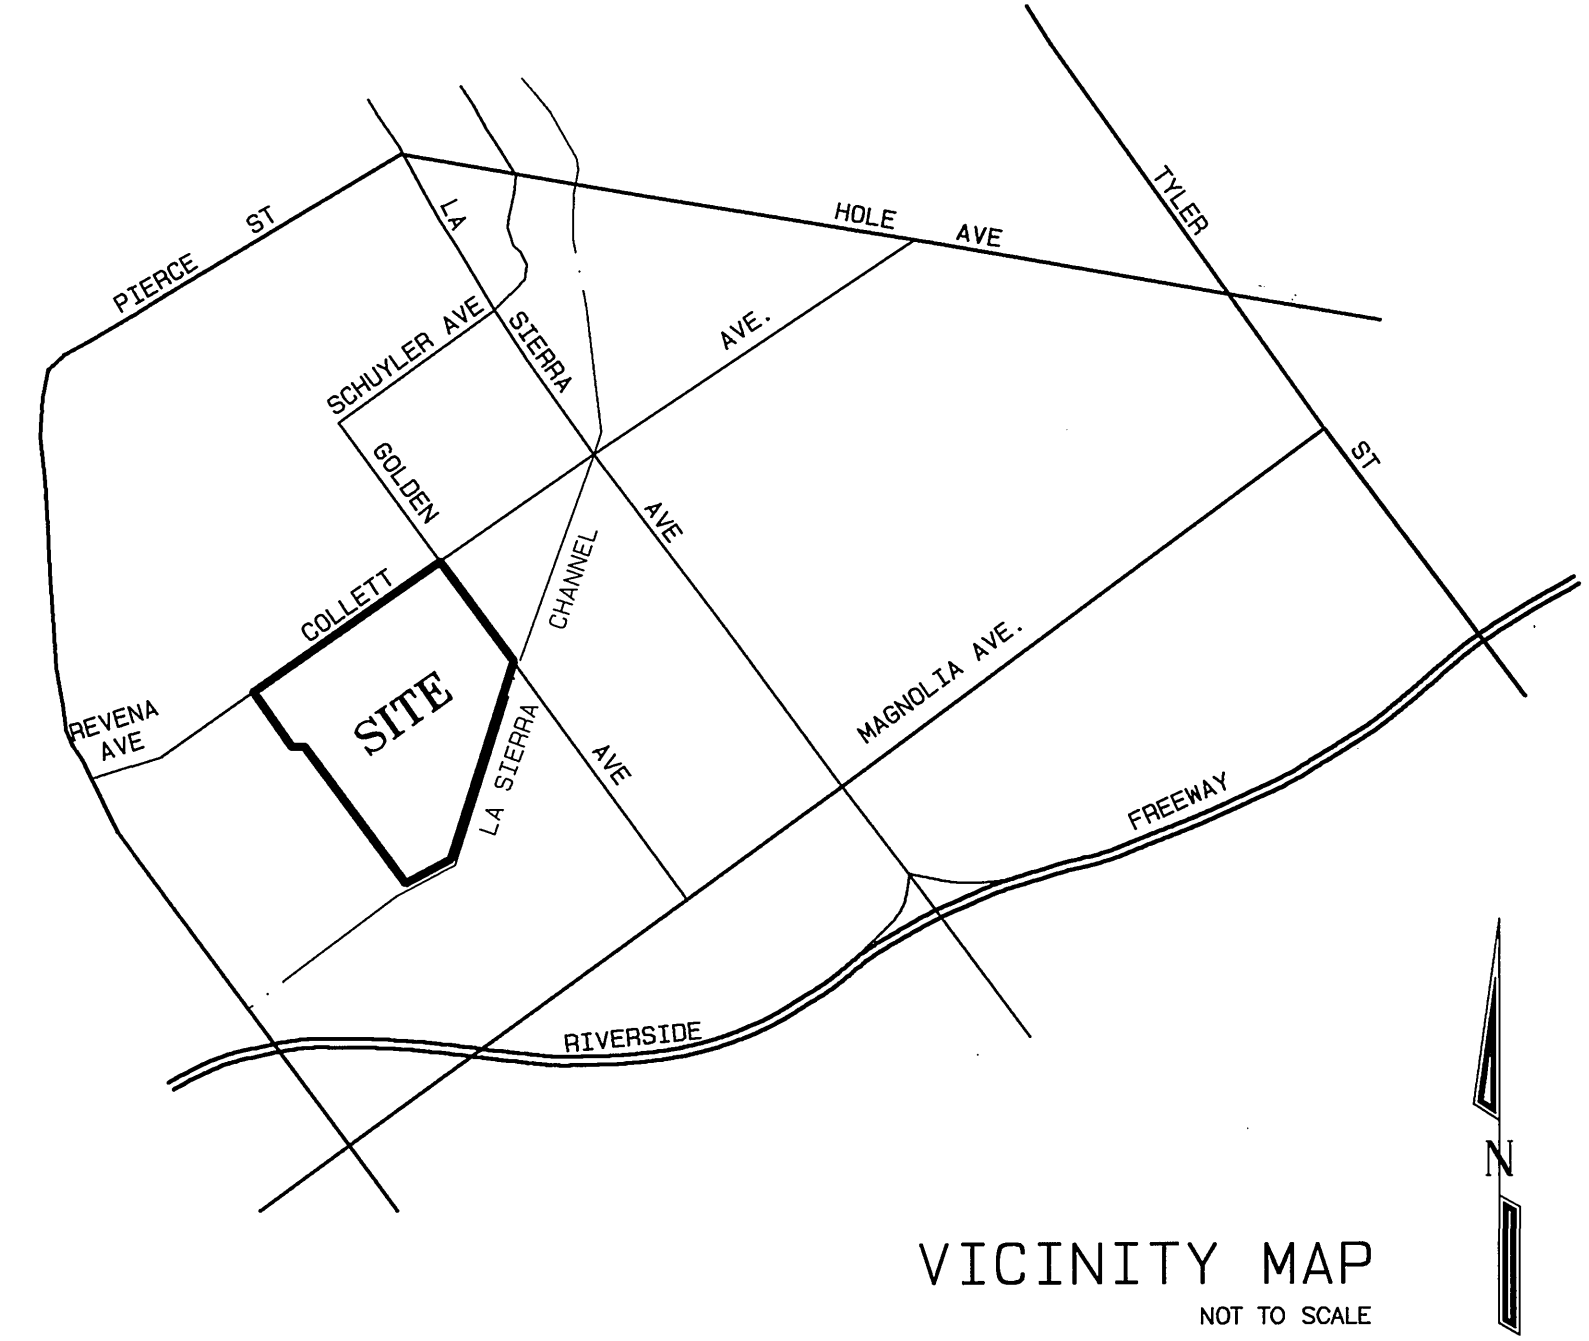 PIERCE ST
LA SIERRA AVE
HOLE AVE
TYLER ST
SCHUYLER AVE
GOLDEN AVE
COLLETT AVE.
CHANNEL
LA SIERRA
REVENA
AVE
SITE
MAGNOLIA AVE.
RIVERSIDE FREEWAY
N
VICINITY MAP
NOT TO SCALE